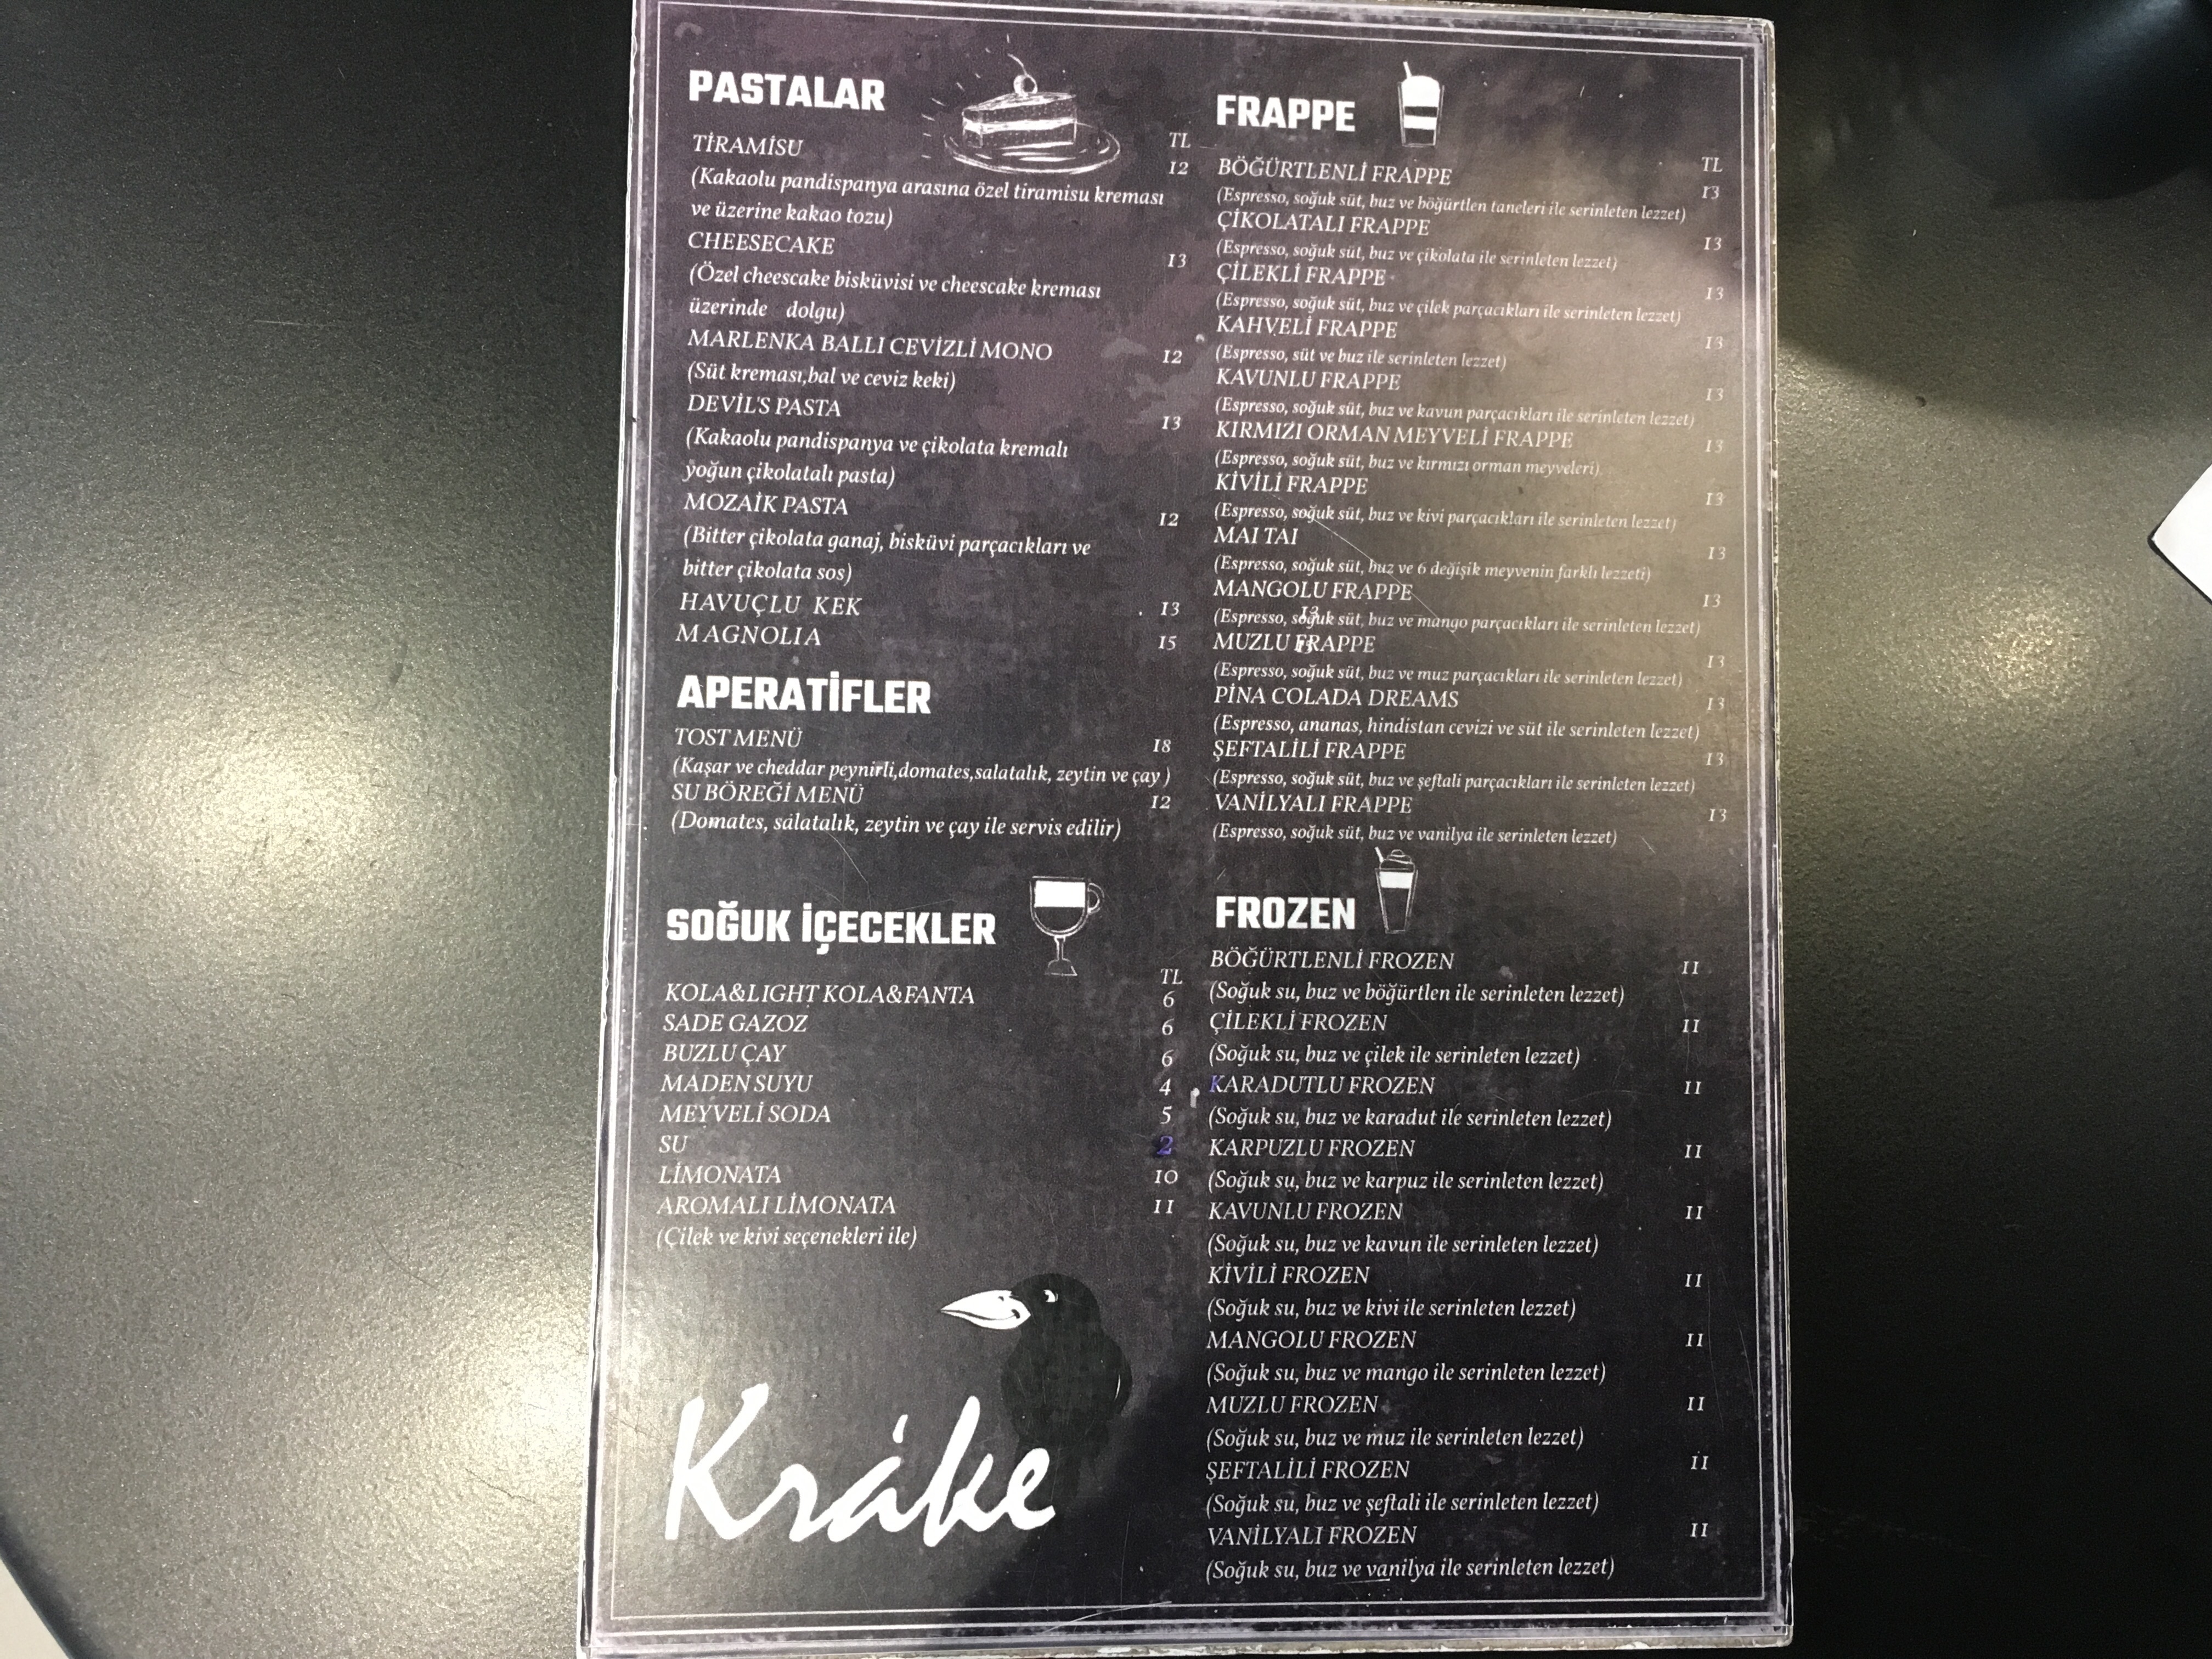 PASTALAR
TL
TİRAMİSU 12
(Kakaolu pandispanya arasına özel tiramisu kreması
ve üzerine kakao tozu)
CHEESECAKE 13
(Özel cheescake bisküvisi ve cheescake kreması
üzerinde dolgu)
MARLENKA BALLI CEVİZLİ MONO 12
(Süt kreması,bal ve ceviz keki)
DEVİL'S PASTA 13
(Kakaolu pandispanya ve çikolata kremalı
yoğun çikolatalı pasta)
MOZAİK PASTA 12
(Bitter çikolata ganaj, bisküvi parçacıkları ve
bitter çikolata sos)
HAVUÇLU KEK . 13
MAGNOLIA 15
APERATİFLER
TOST MENÜ 18
(Kaşar ve cheddar peynirli,domates,salatalık, zeytin ve çay )
SU BÖREĞİ MENÜ 12
(Domates, salatalık, zeytin ve çay ile servis edilir)
SOĞUK İÇECEKLER
TL
KOLA&LIGHT KOLA&FANTA 6
SADE GAZOZ 6
BUZLU ÇAY 6
MADEN SUYU 4
MEYVELİ SODA 5
SU 2
LİMONATA 10
AROMALI LİMONATA 11
(Çilek ve kivi seçenekleri ile)
Kráke
FRAPPE
TL
BÖĞÜRTLENLİ FRAPPE 13
(Espresso, soğuk süt, buz ve böğürtlen taneleri ile serinleten lezzet)
ÇİKOLATALI FRAPPE 13
(Espresso, soğuk süt, buz ve çikolata ile serinleten lezzet)
ÇİLEKLİ FRAPPE 13
(Espresso, soğuk süt, buz ve çilek parçacıkları ile serinleten lezzet)
KAHVELİ FRAPPE 13
(Espresso, süt ve buz ile serinleten lezzet)
KAVUNLU FRAPPE 13
(Espresso, soğuk süt, buz ve kavun parçacıkları ile serinleten lezzet)
KIRMIZI ORMAN MEYVELİ FRAPPE 13
(Espresso, soğuk süt, buz ve kırmızı orman meyveleri)
KİVİLİ FRAPPE 13
(Espresso, soğuk süt, buz ve kivi parçacıkları ile serinleten lezzet)
MAI TAI 13
(Espresso, soğuk süt, buz ve 6 değişik meyvenin farklı lezzeti)
MANGOLU FRAPPE 13
13
(Espresso, soğuk süt, buz ve mango parçacıkları ile serinleten lezzet)
MUZLU FRAPPE 13
15
(Espresso, soğuk süt, buz ve muz parçacıkları ile serinleten lezzet)
PİNA COLADA DREAMS 13
(Espresso, ananas, hindistan cevizi ve süt ile serinleten lezzet)
ŞEFTALİLİ FRAPPE 13
(Espresso, soğuk süt, buz ve şeftali parçacıkları ile serinleten lezzet)
VANİLYALI FRAPPE 13
(Espresso, soğuk süt, buz ve vanilya ile serinleten lezzet)
FROZEN
BÖĞÜRTLENLİ FROZEN 11
(Soğuk su, buz ve böğürtlen ile serinleten lezzet)
ÇİLEKLİ FROZEN 11
(Soğuk su, buz ve çilek ile serinleten lezzet)
KARADUTLU FROZEN 11
(Soğuk su, buz ve karadut ile serinleten lezzet)
KARPUZLU FROZEN 11
(Soğuk su, buz ve karpuz ile serinleten lezzet)
KAVUNLU FROZEN 11
(Soğuk su, buz ve kavun ile serinleten lezzet)
KİVİLİ FROZEN 11
(Soğuk su, buz ve kivi ile serinleten lezzet)
MANGOLU FROZEN 11
(Soğuk su, buz ve mango ile serinleten lezzet)
MUZLU FROZEN 11
(Soğuk su, buz ve muz ile serinleten lezzet)
ŞEFTALİLİ FROZEN 11
(Soğuk su, buz ve şeftali ile serinleten lezzet)
VANİLYALI FROZEN 11
(Soğuk su, buz ve vanilya ile serinleten lezzet)